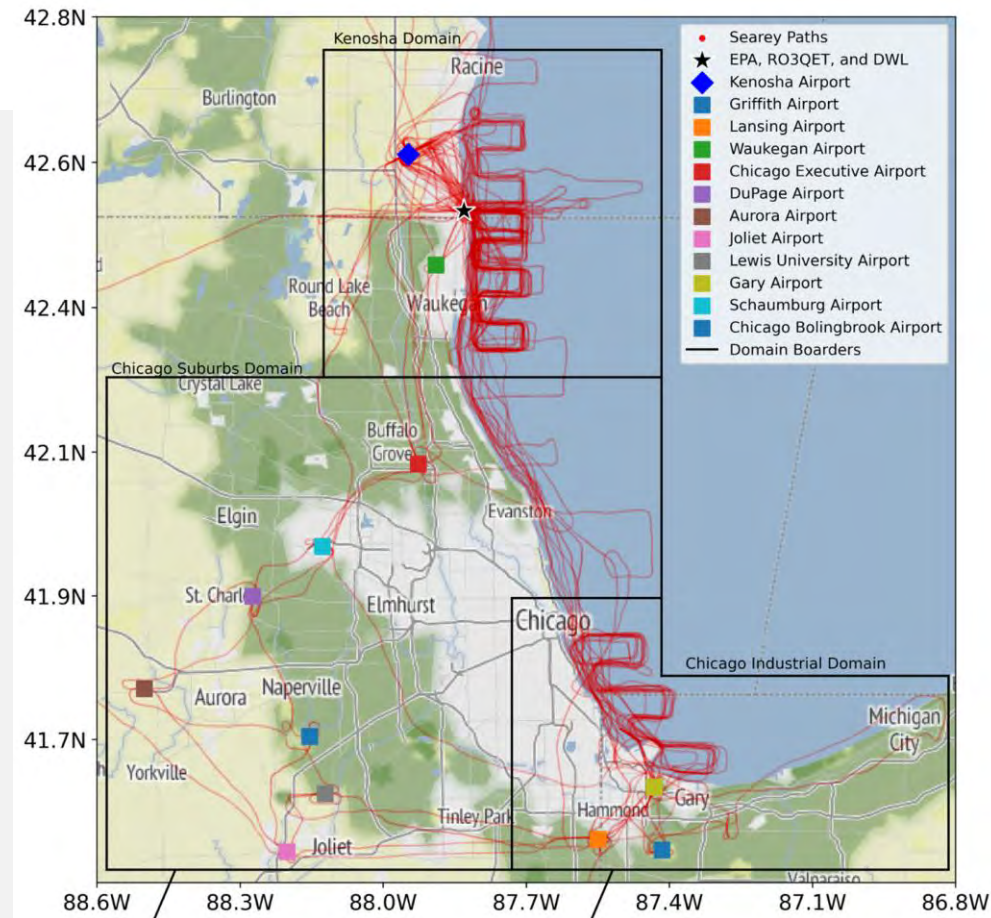 42.8N
42.6N
42.4N
42.1N
41.9N
41.7N
88.6W
88.3W
88.0W
87.7W
87.4W
87.1W
86.8W
Kenosha Domain
Racine
Burlington
Round Lake
Beach
Waukegan
Chicago Suburbs Domain
Crystal Lake
Buffalo
Grove
Elgin
Evanston
St. Charl
Elmhurst
Chicago
Chicago Industrial Domain
Aurora
Naperville
Michigan
City
Yorkville
Tinley Park
Hammond
Gary
Joliet
Valparaiso
Searey Paths
EPA, RO3QET, and DWL
Kenosha Airport
Griffith Airport
Lansing Airport
Waukegan Airport
Chicago Executive Airport
DuPage Airport
Aurora Airport
Joliet Airport
Lewis University Airport
Gary Airport
Schaumburg Airport
Chicago Bolingbrook Airport
Domain Boarders